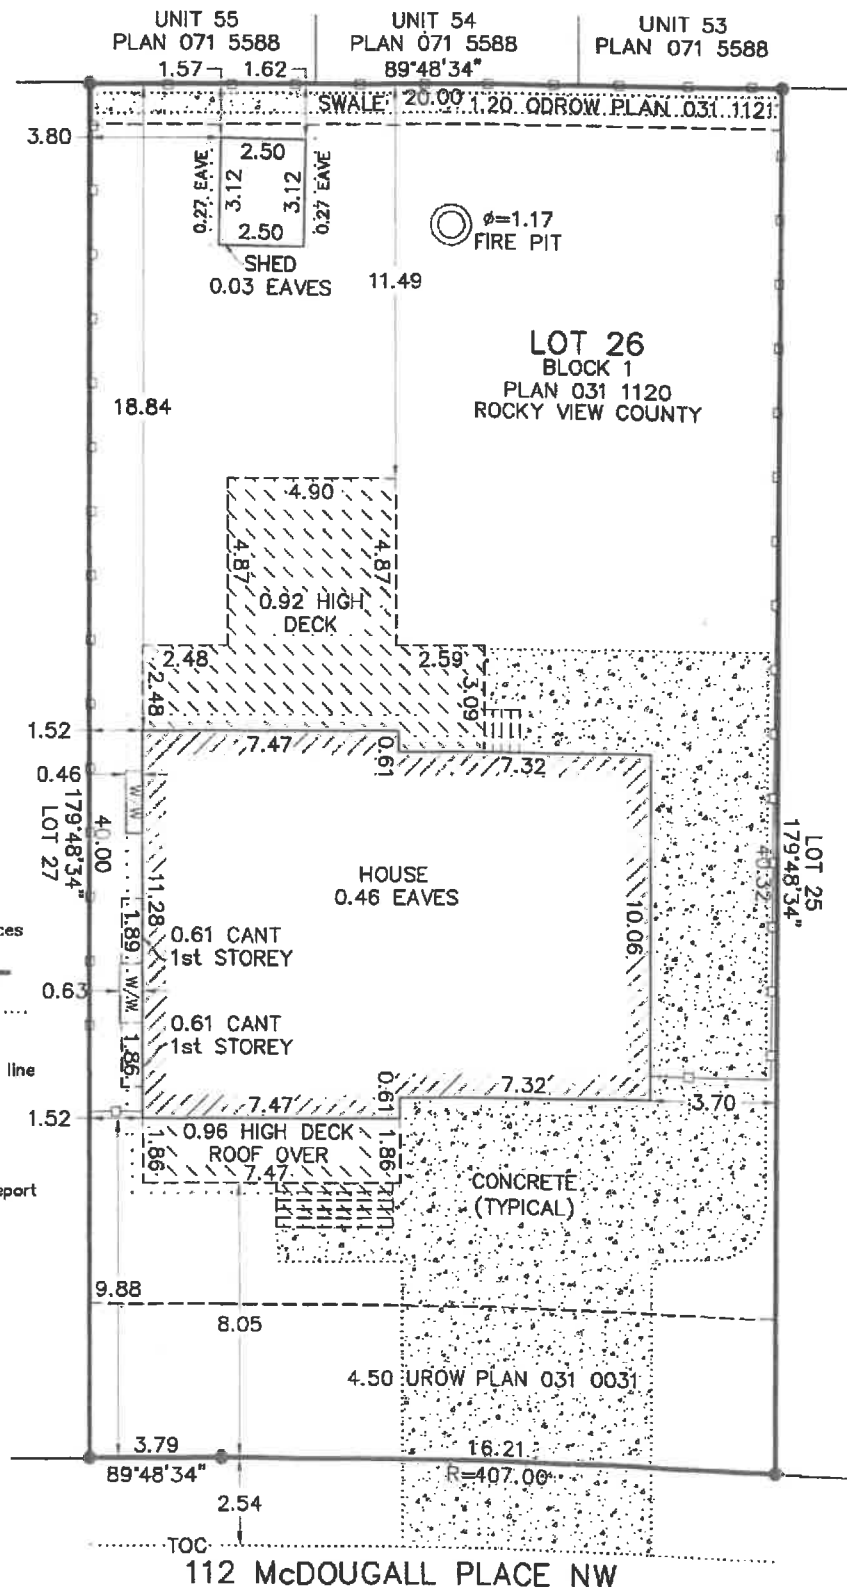 UNIT 55
PLAN 071 5588
UNIT 54
PLAN 071 5588
UNIT 53
PLAN 071 5588
89°48'34"
1.57
1.62
SWALE
20.00
1.20 ODROW PLAN 031 1121
3.80
2.50
0.27 EAVE
3.12
3.12
0.27 EAVE
2.50
SHED
0.03 EAVES
ø=1.17
FIRE PIT
11.49
LOT 26
BLOCK 1
PLAN 031 1120
ROCKY VIEW COUNTY
18.84
4.90
4.87
4.87
0.92 HIGH
DECK
2.48
2.59
2.48
3.09
1.52
7.47
0.61
7.32
0.46
W/W
40.00
179°48'34"
LOT 27
HOUSE
0.46 EAVES
LOT 25
179°48'34"
40.32
11.28
10.06
ces
1.89
0.61 CANT
1st STOREY
0.63
W/W
0.61 CANT
1st STOREY
line
1.86
7.47
0.61
7.32
1.52
3.70
0.96 HIGH DECK
ROOF OVER
1.86
1.86
7.47
CONCRETE
(TYPICAL)
eport
9.88
8.05
4.50 UROW PLAN 031 0031
3.79
16.21
89°48'34"
R=407.00
2.54
TOC
112 McDOUGALL PLACE NW